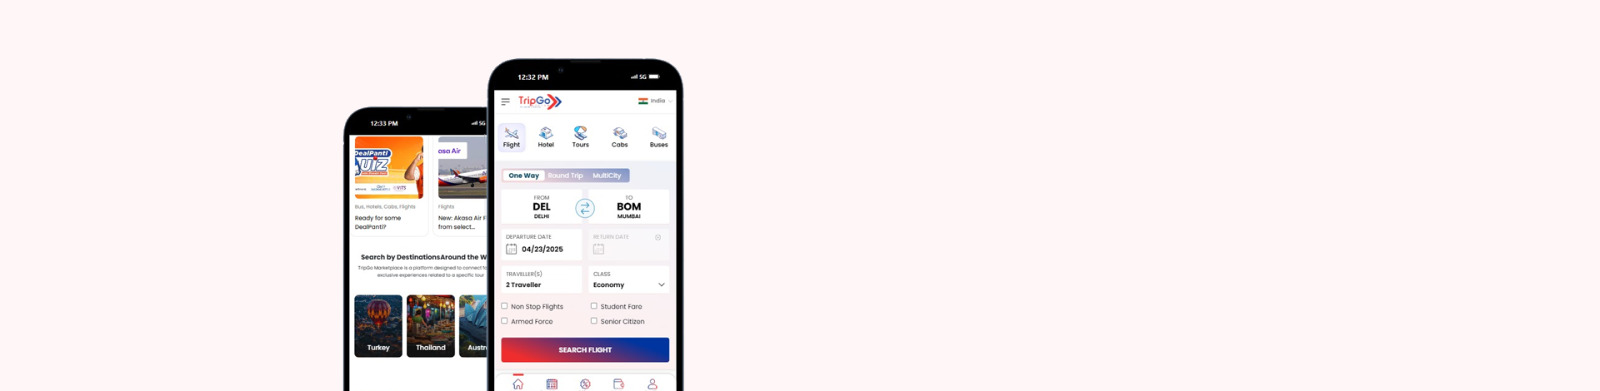 12:33 PM
5G
DealPanti
QUIZ
asa Air
Bus, Hotels, Cabs, Flights
Flights
Ready for some
DealPanti?
New: Akasa Air F
from select...
Search by DestinationsAround the W
TripGo Marketplace is a platform designed to connect
exclusive experiences related to a specific tour
Turkey
Thailand
Austr
12:32 PM
5G
TripGo
India
Flight
Hotel
Tours
Cabs
Buses
One Way
Round Trip
MultiCity
FROM
DEL
DELHI
TO
BOM
MUMBAI
DEPARTURE DATE
04/23/2025
RETURN DATE
TRAVELLER(S)
2 Traveller
CLASS
Economy
Non Stop Flights
Student Fare
Armed Force
Senior Citizen
SEARCH FLIGHT